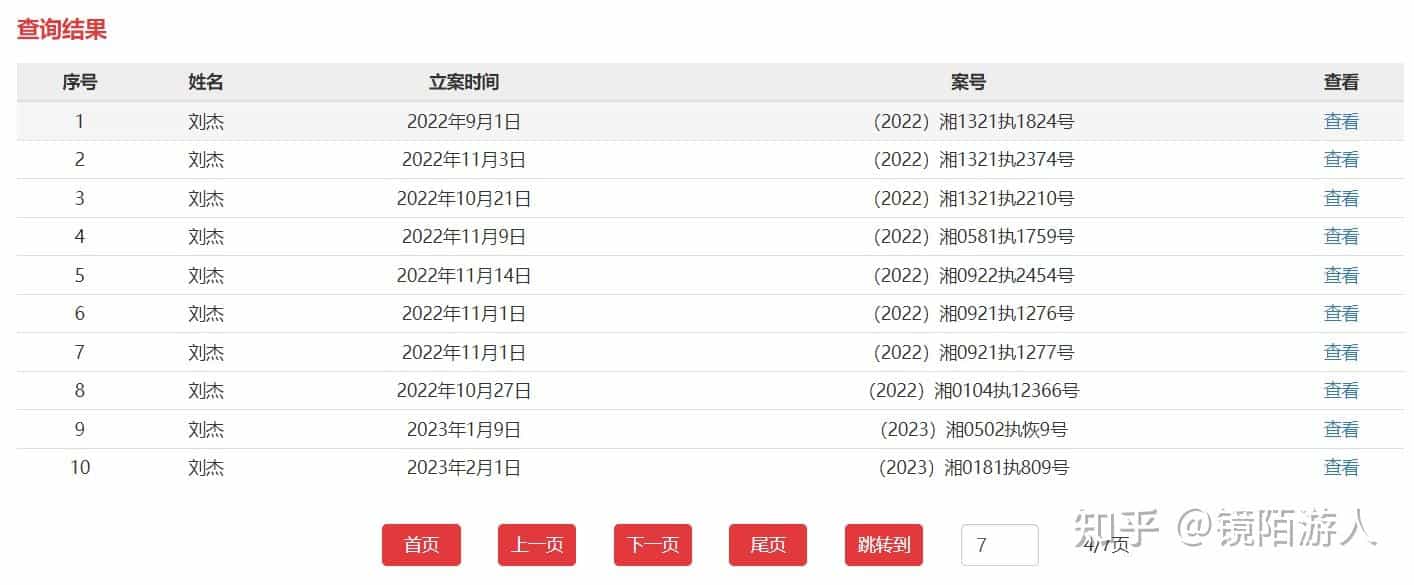 查询结果
序号 姓名 立案时间 案号 查看
1 刘杰 2022年9月1日 （2022）湘1321执1824号 查看
2 刘杰 2022年11月3日 （2022）湘1321执2374号 查看
3 刘杰 2022年10月21日 （2022）湘1321执2210号 查看
4 刘杰 2022年11月9日 （2022）湘0581执1759号 查看
5 刘杰 2022年11月14日 （2022）湘0922执2454号 查看
6 刘杰 2022年11月1日 （2022）湘0921执1276号 查看
7 刘杰 2022年11月1日 （2022）湘0921执1277号 查看
8 刘杰 2022年10月27日 （2022）湘0104执12366号 查看
9 刘杰 2023年1月9日 （2023）湘0502执恢9号 查看
10 刘杰 2023年2月1日 （2023）湘0181执809号 查看
首页 上一页 下一页 尾页 跳转到 7 4/7页
知乎 @镜陌游人